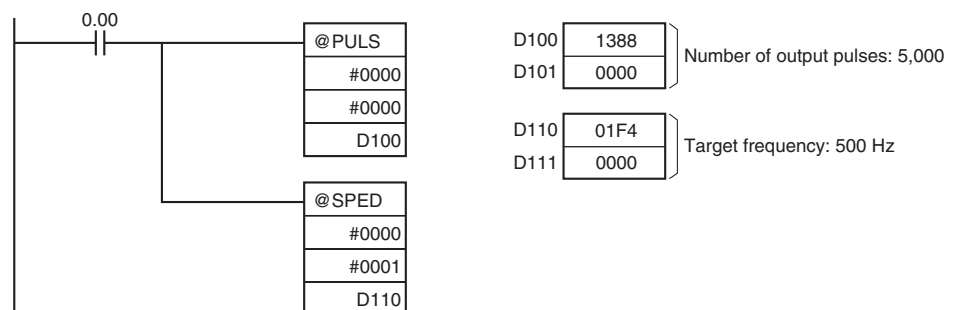 0.00
@PULS
#0000
#0000
D100
@SPED
#0000
#0001
D110
D100 1388
D101 0000
Number of output pulses: 5,000
D110 01F4
D111 0000
Target frequency: 500 Hz